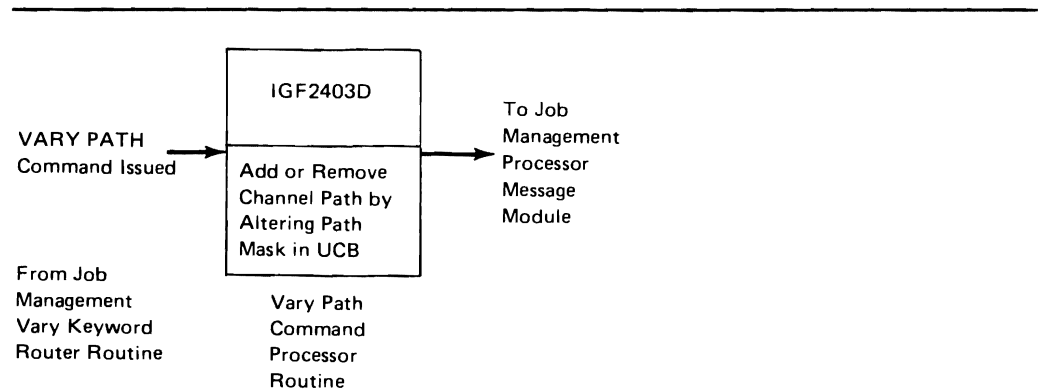 VARY PATH
Command Issued
From Job
Management
Vary Keyword
Router Routine
IGF2403D
Add or Remove
Channel Path by
Altering Path
Mask in UCB
Vary Path
Command
Processor
Routine
To Job
Management
Processor
Message
Module